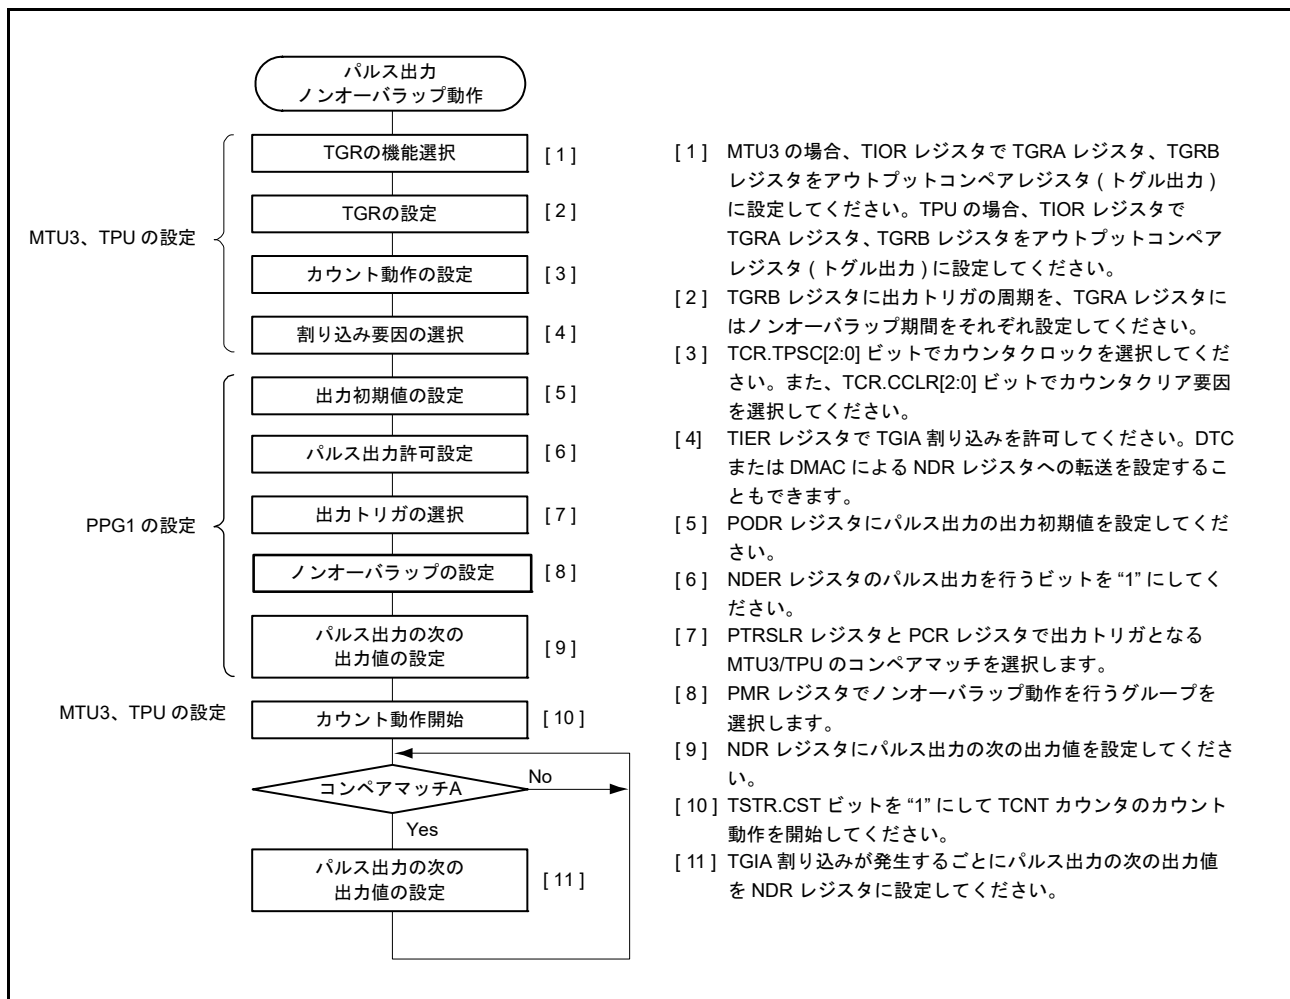 パルス出力
ノンオーバラップ動作
MTU3、TPU の設定
TGRの機能選択 [ 1 ]
TGRの設定 [ 2 ]
カウント動作の設定 [ 3 ]
割り込み要因の選択 [ 4 ]
PPG1 の設定
出力初期値の設定 [ 5 ]
パルス出力許可設定 [ 6 ]
出力トリガの選択 [ 7 ]
ノンオーバラップの設定 [ 8 ]
パルス出力の次の
出力値の設定 [ 9 ]
MTU3、TPU の設定
カウント動作開始 [ 10 ]
コンペアマッチA
No
Yes
パルス出力の次の
出力値の設定 [ 11 ]
[ 1 ] MTU3 の場合、TIOR レジスタで TGRA レジスタ、TGRB
レジスタをアウトプットコンペアレジスタ ( トグル出力 )
に設定してください。TPU の場合、TIOR レジスタで
TGRA レジスタ、TGRB レジスタをアウトプットコンペア
レジスタ ( トグル出力 ) に設定してください。
[ 2 ] TGRB レジスタに出力トリガの周期を、TGRA レジスタに
はノンオーバラップ期間をそれぞれ設定してください。
[ 3 ] TCR.TPSC[2:0] ビットでカウンタクロックを選択してくだ
さい。また、TCR.CCLR[2:0] ビットでカウンタクリア要因
を選択してください。
[ 4] TIER レジスタで TGIA 割り込みを許可してください。DTC
または DMAC による NDR レジスタへの転送を設定するこ
ともできます。
[ 5 ] PODR レジスタにパルス出力の出力初期値を設定してくだ
さい。
[ 6 ] NDER レジスタのパルス出力を行うビットを “1” にしてく
ださい。
[ 7 ] PTRSLR レジスタと PCR レジスタで出力トリガとなる
MTU3/TPU のコンペアマッチを選択します。
[ 8 ] PMR レジスタでノンオーバラップ動作を行うグループを
選択します。
[ 9 ] NDR レジスタにパルス出力の次の出力値を設定してくださ
い。
[ 10 ] TSTR.CST ビットを “1” にして TCNT カウンタのカウント
動作を開始してください。
[ 11 ] TGIA 割り込みが発生するごとにパルス出力の次の出力値
を NDR レジスタに設定してください。